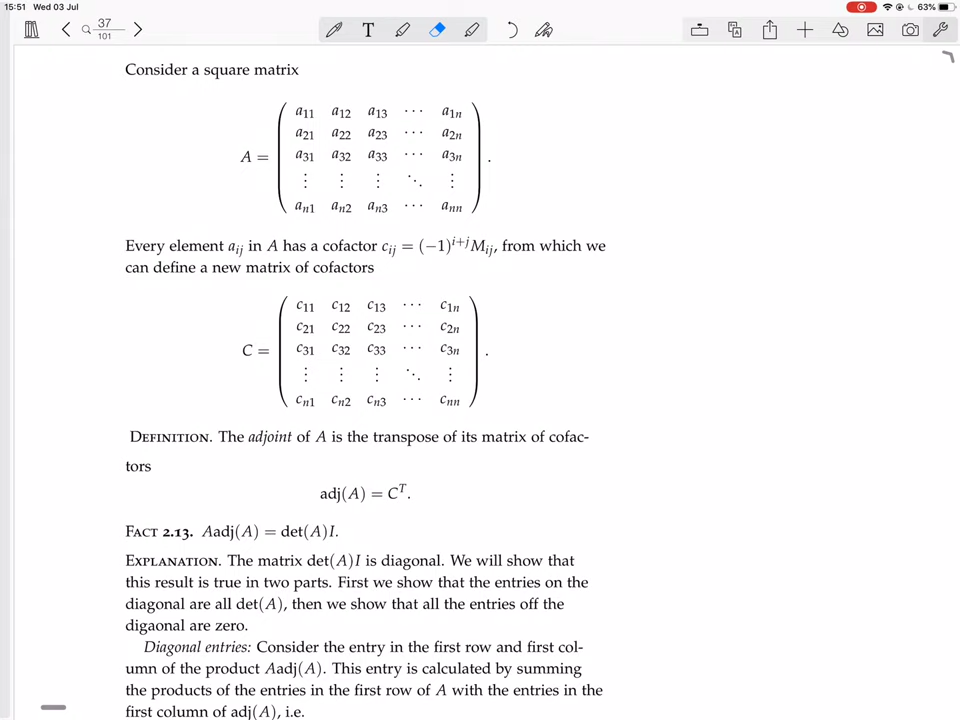 15:51 Wed 03 Jul 63%
37
101
T
Consider a square matrix
A = ( a11 a12 a13 ⋯ a1n
a21 a22 a23 ⋯ a2n
a31 a32 a33 ⋯ a3n
⋮ ⋮ ⋮ ⋱ ⋮
an1 an2 an3 ⋯ ann ) .
Every element a_{ij} in A has a cofactor c_{ij} = (−1)^{i+j}M_{ij}, from which we
can define a new matrix of cofactors
C = ( c11 c12 c13 ⋯ c1n
c21 c22 c23 ⋯ c2n
c31 c32 c33 ⋯ c3n
⋮ ⋮ ⋮ ⋱ ⋮
cn1 cn2 cn3 ⋯ cnn ) .
DEFINITION. The adjoint of A is the transpose of its matrix of cofac-
tors
adj(A) = C^T.
FACT 2.13. Aadj(A) = det(A)I.
EXPLANATION. The matrix det(A)I is diagonal. We will show that
this result is true in two parts. First we show that the entries on the
diagonal are all det(A), then we show that all the entries off the
digaonal are zero.
Diagonal entries: Consider the entry in the first row and first col-
umn of the product Aadj(A). This entry is calculated by summing
the products of the entries in the first row of A with the entries in the
first column of adj(A), i.e.